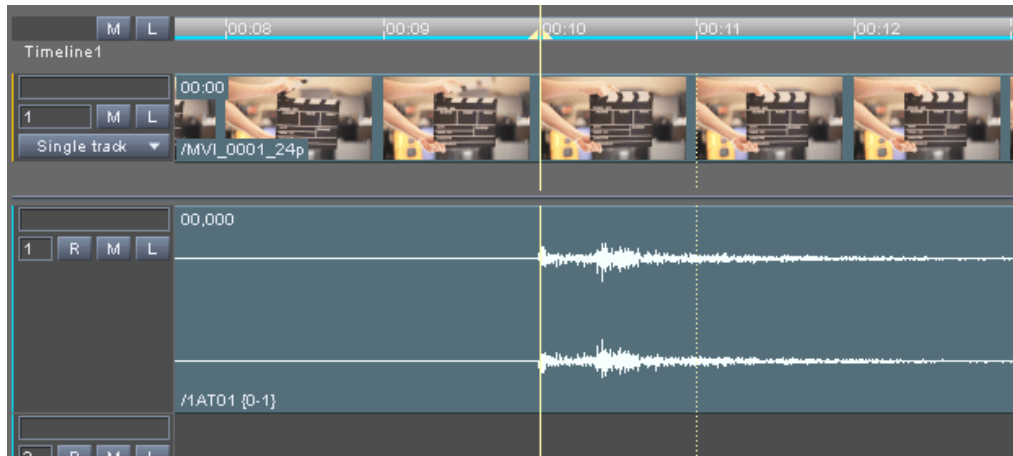 M L 00:08 00:09 00:10 00:11 00:12
Timeline1
00:00
1 M L
Single track
/MVI_0001_24p
00,000
1 R M L
/1AT01 {0-1}
R M L